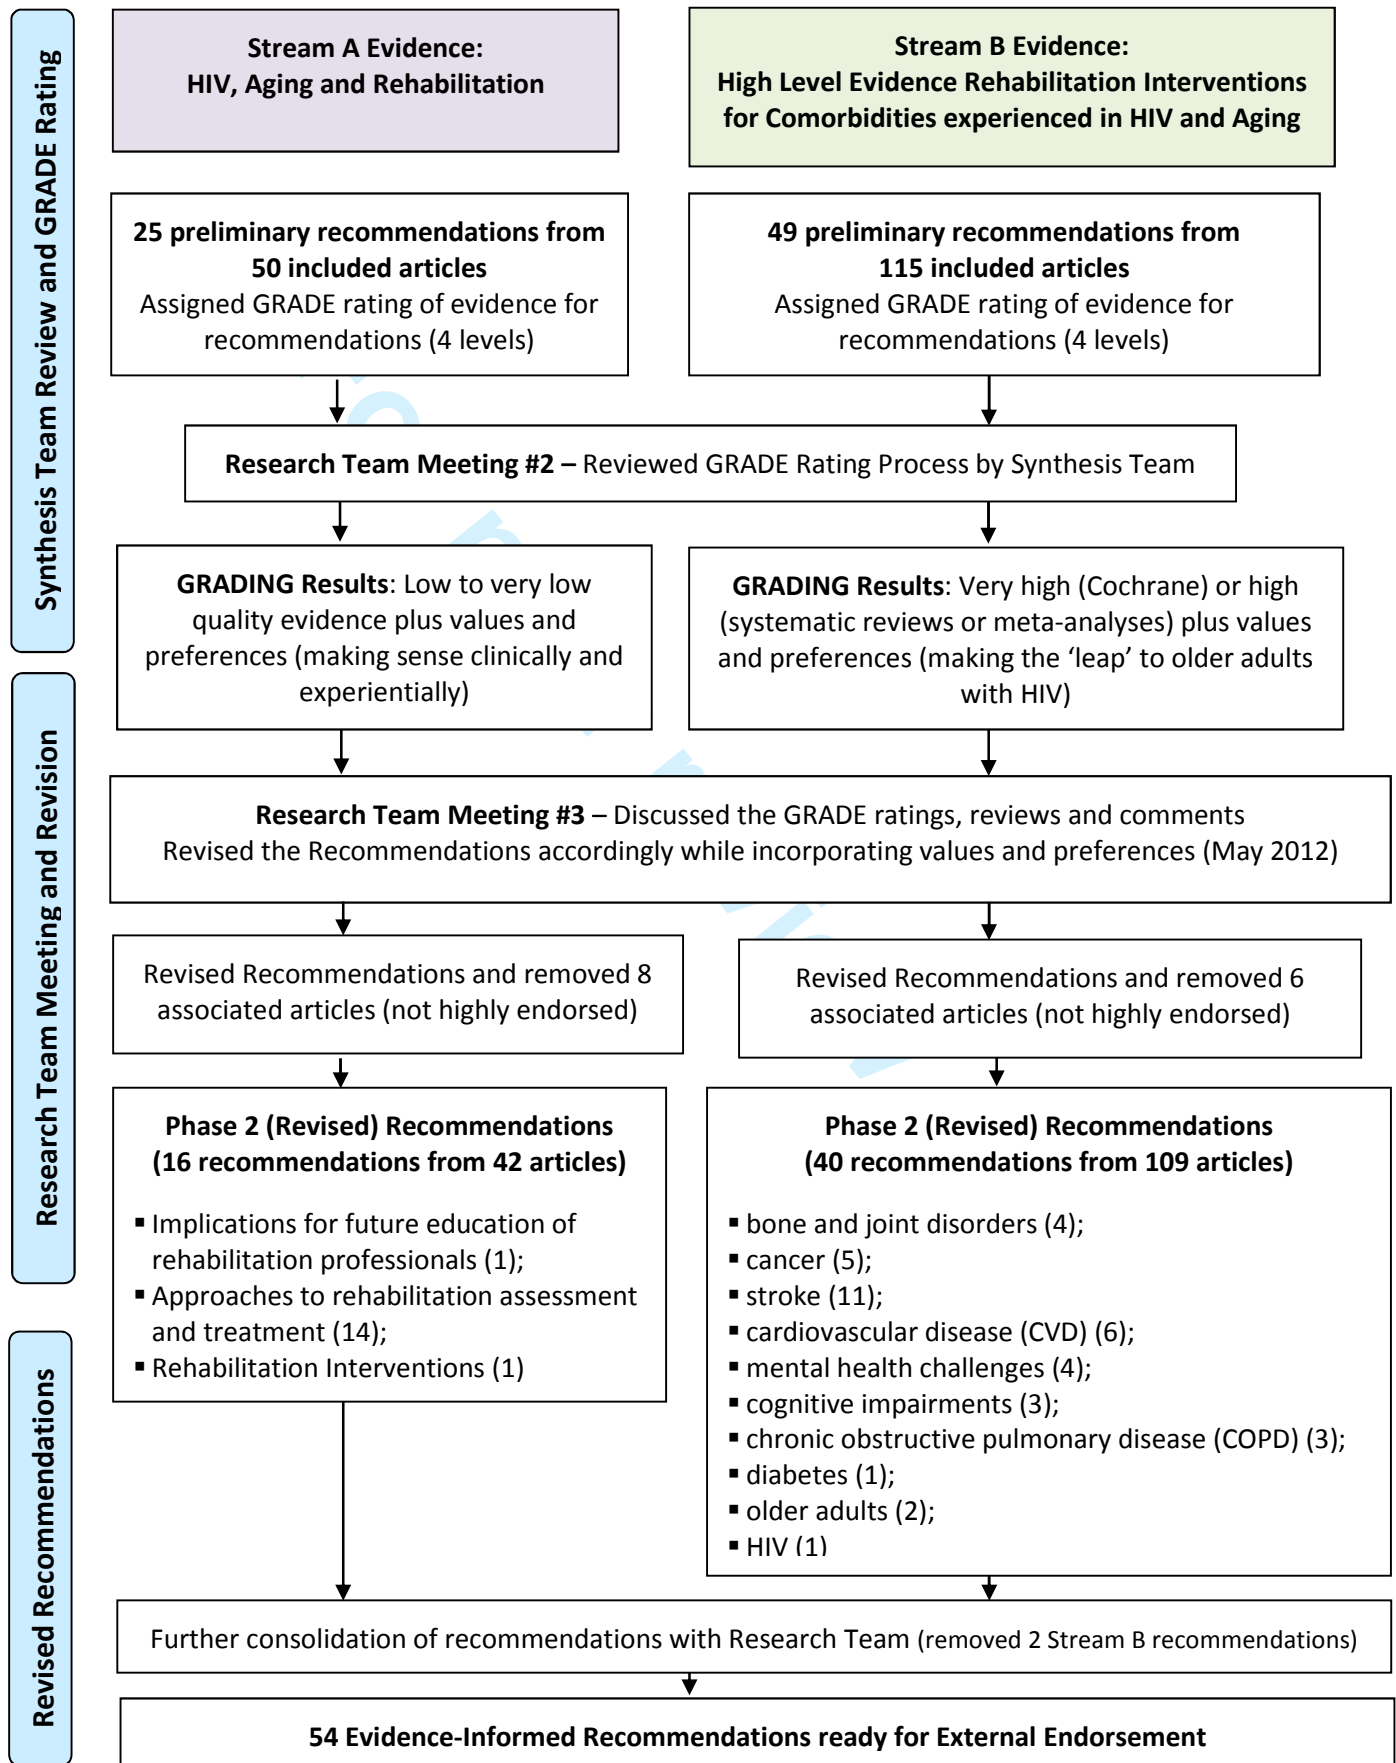 Synthesis Team Review and GRADE Rating
Stream A Evidence:
HIV, Aging and Rehabilitation
Stream B Evidence:
High Level Evidence Rehabilitation Interventions
for Comorbidities experienced in HIV and Aging
25 preliminary recommendations from
50 included articles
Assigned GRADE rating of evidence for
recommendations (4 levels)
49 preliminary recommendations from
115 included articles
Assigned GRADE rating of evidence for
recommendations (4 levels)
Research Team Meeting #2 – Reviewed GRADE Rating Process by Synthesis Team
GRADING Results: Low to very low
quality evidence plus values and
preferences (making sense clinically and
experientially)
GRADING Results: Very high (Cochrane) or high
(systematic reviews or meta-analyses) plus values
and preferences (making the ‘leap’ to older adults
with HIV)
Research Team Meeting and Revision
Research Team Meeting #3 – Discussed the GRADE ratings, reviews and comments
Revised the Recommendations accordingly while incorporating values and preferences (May 2012)
Revised Recommendations and removed 8
associated articles (not highly endorsed)
Revised Recommendations and removed 6
associated articles (not highly endorsed)
Phase 2 (Revised) Recommendations
(16 recommendations from 42 articles)
▪ Implications for future education of
rehabilitation professionals (1);
▪ Approaches to rehabilitation assessment
and treatment (14);
▪ Rehabilitation Interventions (1)
Phase 2 (Revised) Recommendations
(40 recommendations from 109 articles)
▪ bone and joint disorders (4);
▪ cancer (5);
▪ stroke (11);
▪ cardiovascular disease (CVD) (6);
▪ mental health challenges (4);
▪ cognitive impairments (3);
▪ chronic obstructive pulmonary disease (COPD) (3);
▪ diabetes (1);
▪ older adults (2);
▪ HIV (1)
Revised Recommendations
Further consolidation of recommendations with Research Team (removed 2 Stream B recommendations)
54 Evidence-Informed Recommendations ready for External Endorsement